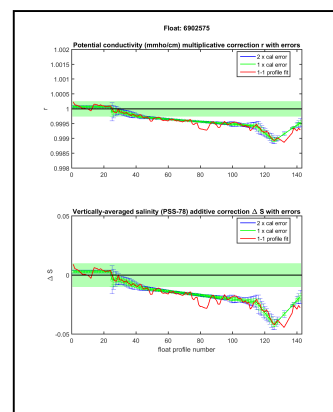 Float: 6902575
Potential conductivity (mmho/cm) multiplicative correction r with errors
1.002
1.0015
1.001
1.0005
1
0.9995
0.999
0.9985
0.998
r
2 x cal error
1 x cal error
1-1 profile fit
0 20 40 60 80 100 120 140
Vertically-averaged salinity (PSS-78) additive correction Δ S with errors
0.05
0
-0.05
Δ S
2 x cal error
1 x cal error
1-1 profile fit
0 20 40 60 80 100 120 140
float profile number